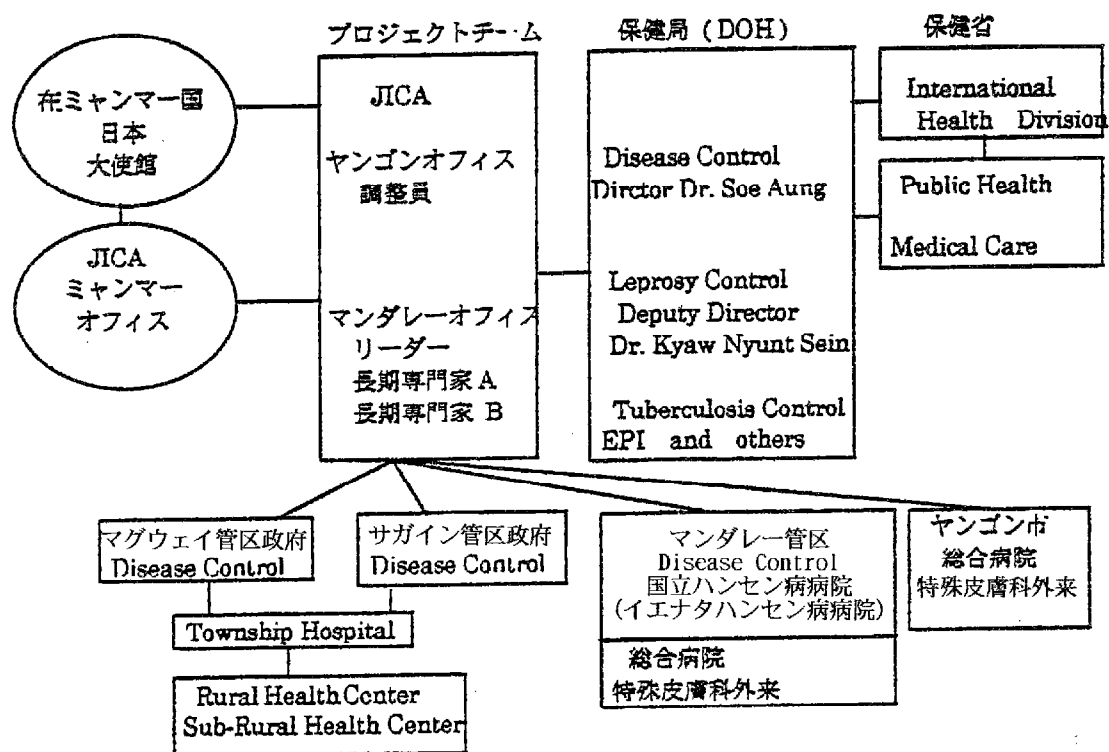 プロジェクトチーム
保健局 (DOH)
保健省
在ミャンマー国
日本
大使館
JICA
ミャンマー
オフィス
JICA
ヤンゴンオフィス
調整員
マンダレーオフィス
リーダー
長期専門家 A
長期専門家 B
Disease Control
Dirctor Dr. Soe Aung
Leprosy Control
Deputy Director
Dr. Kyaw Nyunt Sein
Tuberculosis Control
EPI and others
International
Health Division
Public Health
Medical Care
マグウェイ管区政府
Disease Control
サガイン管区政府
Disease Control
Township Hospital
Rural Health Center
Sub-Rural Health Center
マンダレー管区
Disease Control
国立ハンセン病病院
(イエナタハンセン病病院)
総合病院
特殊皮膚科外来
ヤンゴン市
総合病院
特殊皮膚科外来